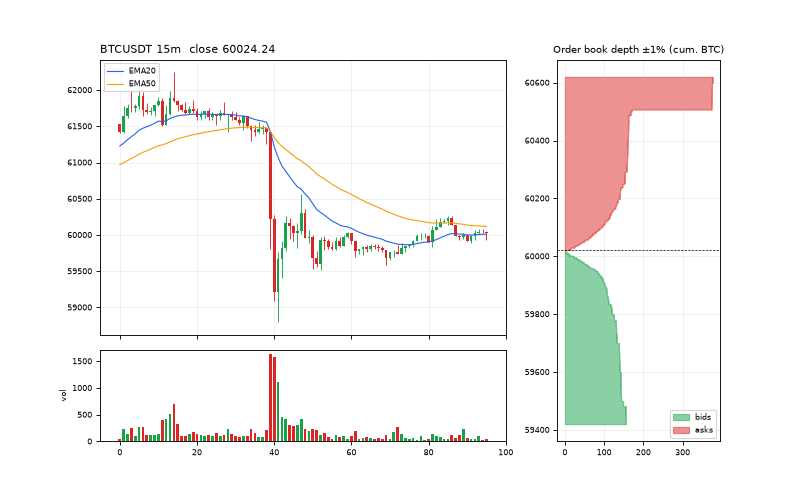 BTCUSDT 15m close 60024.24
EMA20
EMA50
62000
61500
61000
60500
60000
59500
59000
1500
1000
500
0
vol
0 20 40 60 80 100
Order book depth ±1% (cum. BTC)
60600
60400
60200
60000
59800
59600
59400
bids
asks
0 100 200 300